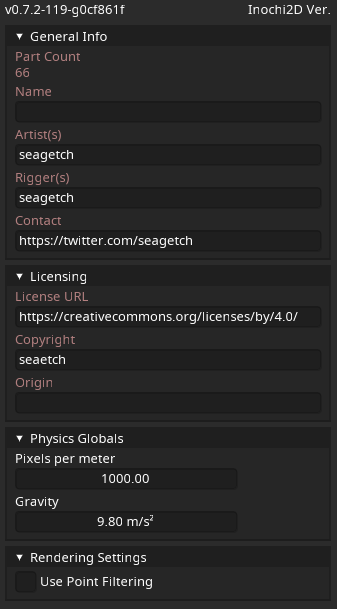 v0.7.2-119-g0cf861f Inochi2D Ver.
▼ General Info
Part Count
66
Name
Artist(s)
seagetch
Rigger(s)
seagetch
Contact
https://twitter.com/seagetch
▼ Licensing
License URL
https://creativecommons.org/licenses/by/4.0/
Copyright
seaetch
Origin
▼ Physics Globals
Pixels per meter
1000.00
Gravity
9.80 m/s²
▼ Rendering Settings
Use Point Filtering